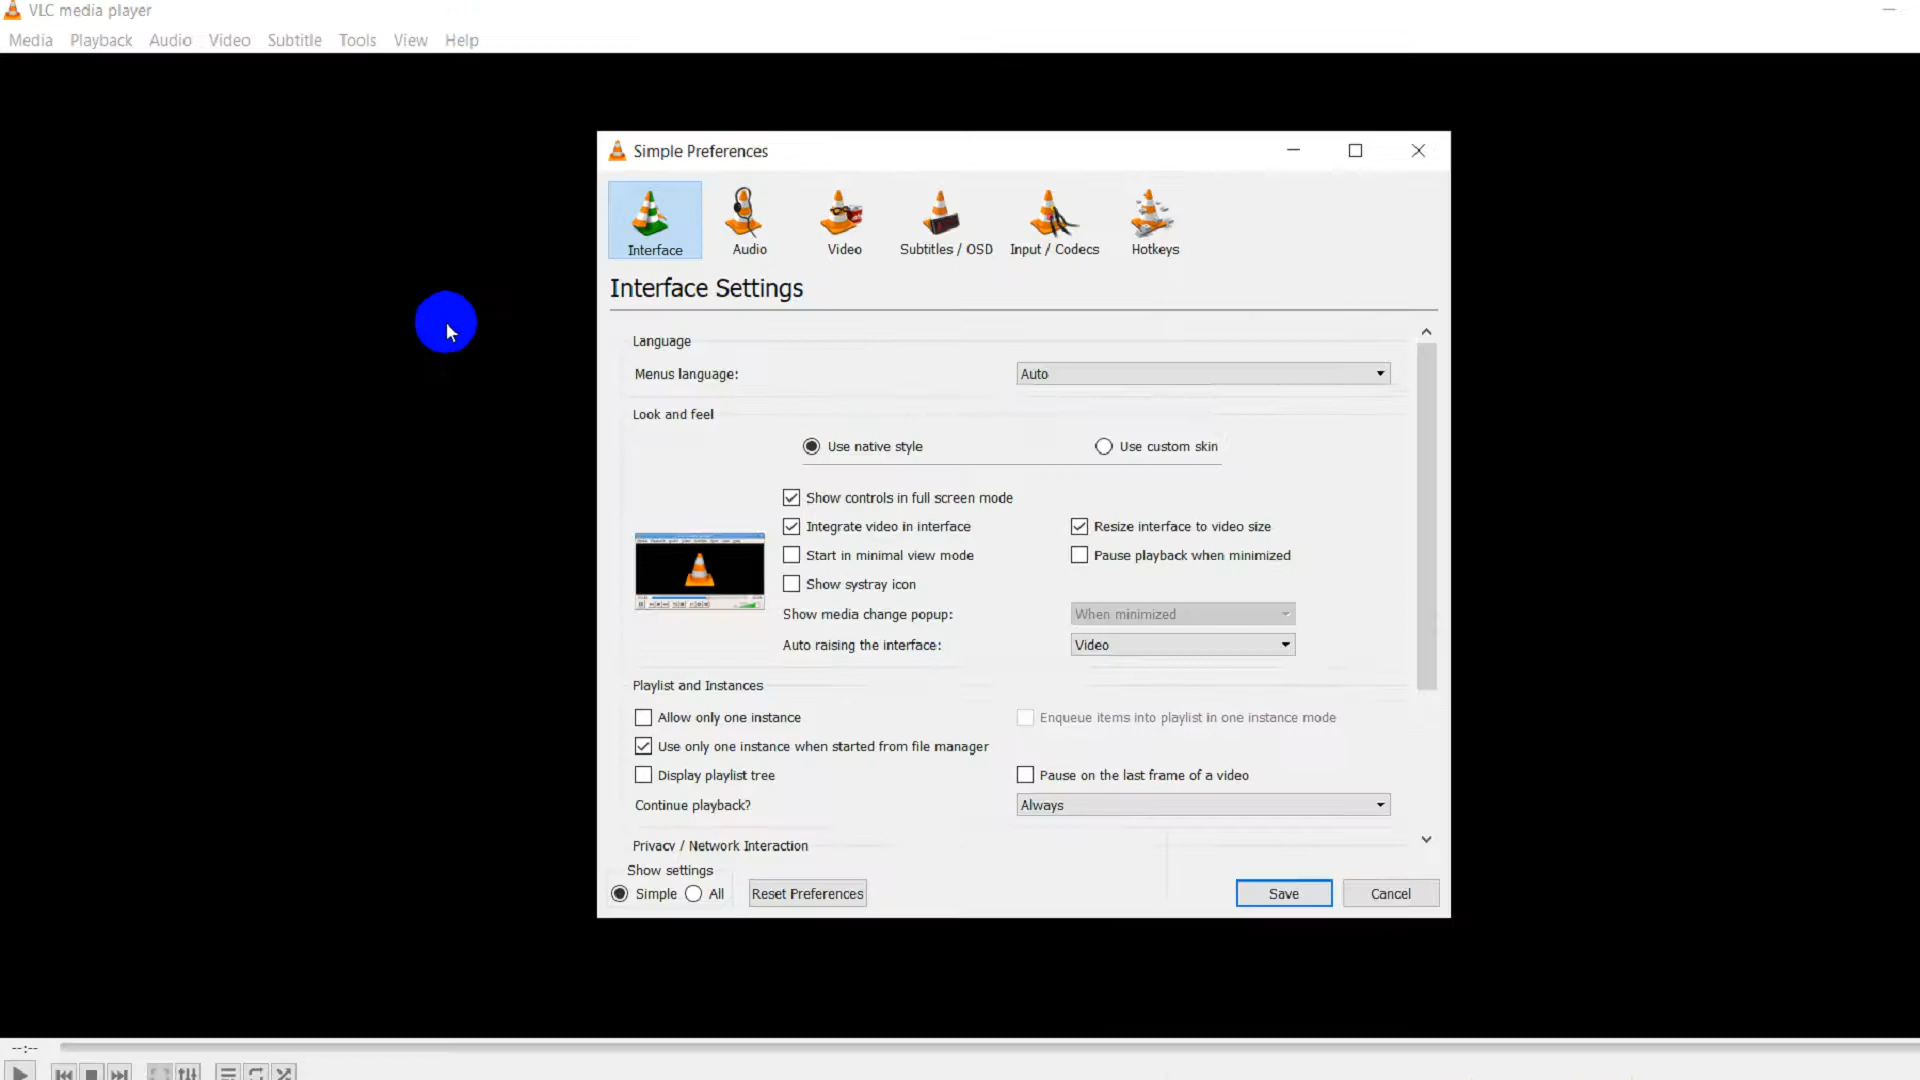 VLC media player
Media Playback Audio Video Subtitle Tools View Help
Simple Preferences
Interface Audio Video Subtitles / OSD Input / Codecs Hotkeys
Interface Settings
Language
Menus language: Auto
Look and feel
Use native style Use custom skin
Show controls in full screen mode
Integrate video in interface Resize interface to video size
Start in minimal view mode Pause playback when minimized
Show systray icon
Show media change popup: When minimized
Auto raising the interface: Video
Playlist and Instances
Allow only one instance Enqueue items into playlist in one instance mode
Use only one instance when started from file manager
Display playlist tree Pause on the last frame of a video
Continue playback? Always
Privacy / Network Interaction
Show settings
Simple All Reset Preferences Save Cancel
--:--